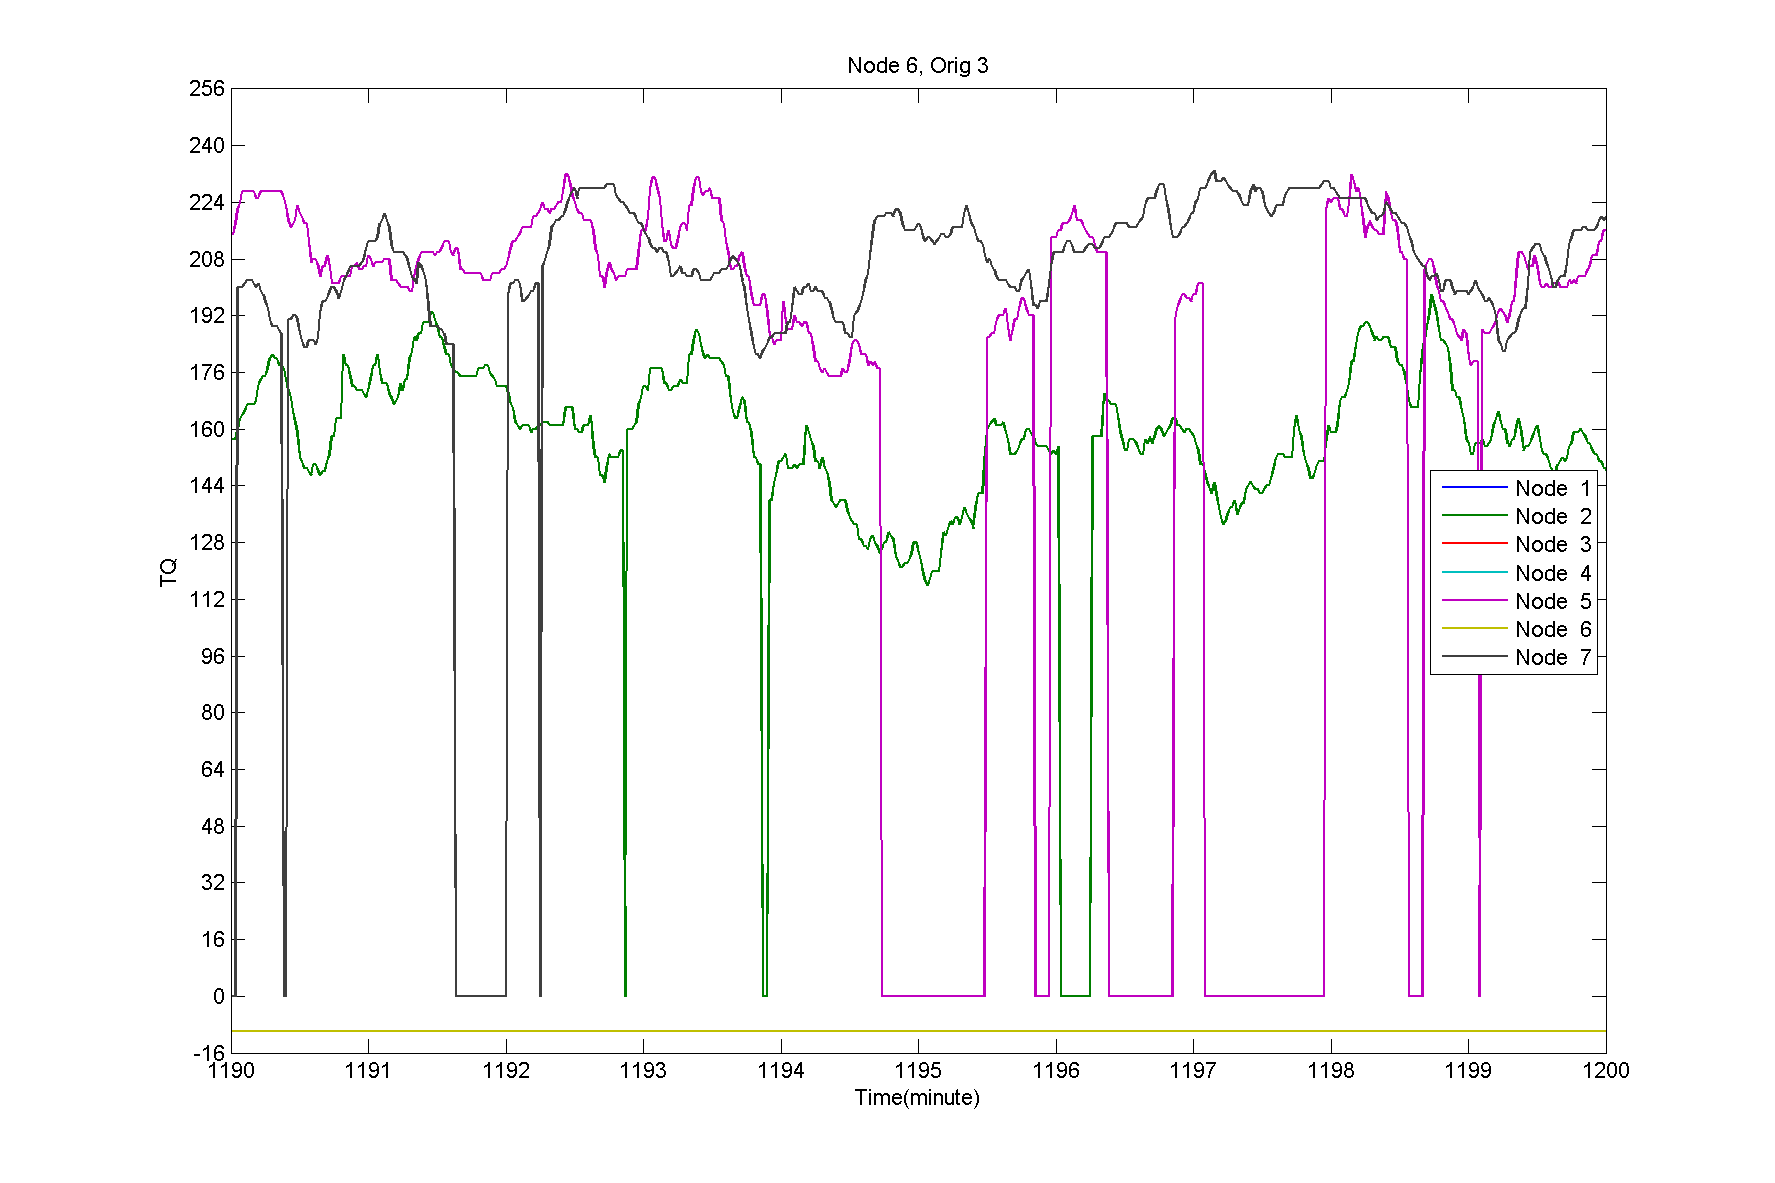 Node 6, Orig 3
256
240
224
208
192
176
160
144
128
112
96
80
64
48
32
16
0
-16
TQ
Node 1
Node 2
Node 3
Node 4
Node 5
Node 6
Node 7
1190 1191 1192 1193 1194 1195 1196 1197 1198 1199 1200
Time(minute)